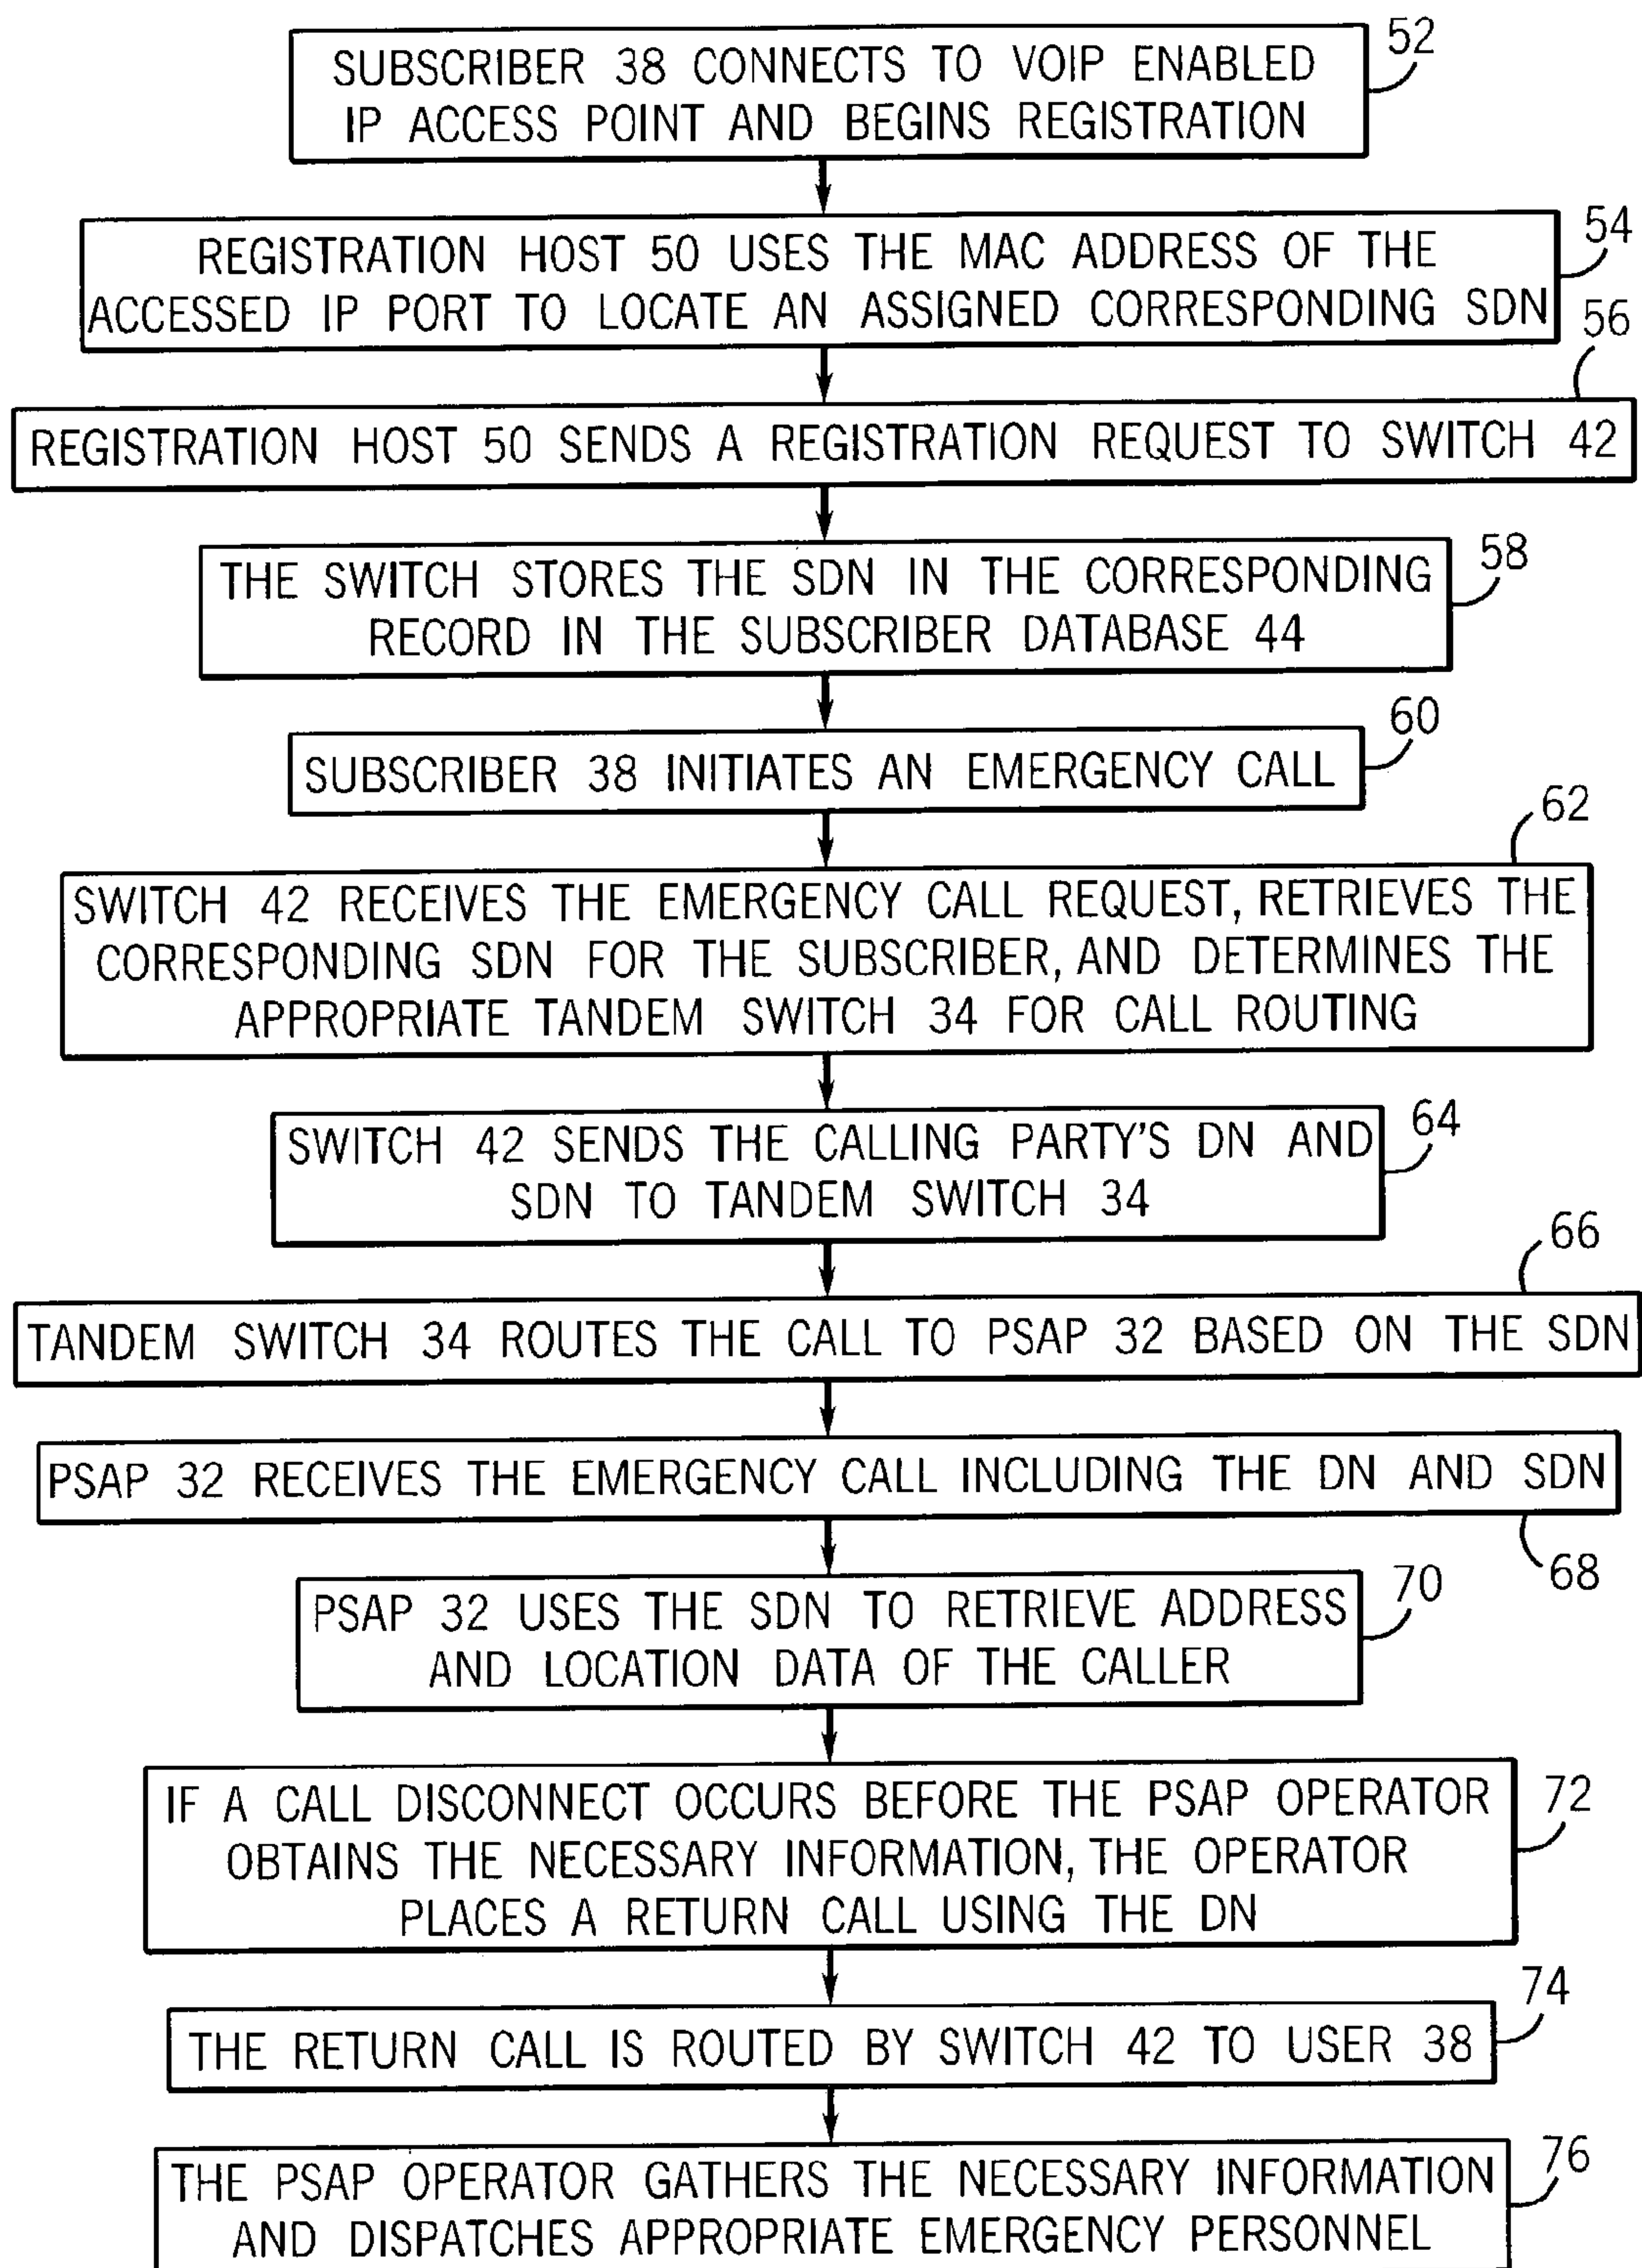 52
SUBSCRIBER 38 CONNECTS TO VOIP ENABLED
IP ACCESS POINT AND BEGINS REGISTRATION
54
REGISTRATION HOST 50 USES THE MAC ADDRESS OF THE
ACCESSED IP PORT TO LOCATE AN ASSIGNED CORRESPONDING SDN
56
REGISTRATION HOST 50 SENDS A REGISTRATION REQUEST TO SWITCH 42
58
THE SWITCH STORES THE SDN IN THE CORRESPONDING
RECORD IN THE SUBSCRIBER DATABASE 44
60
SUBSCRIBER 38 INITIATES AN EMERGENCY CALL
62
SWITCH 42 RECEIVES THE EMERGENCY CALL REQUEST, RETRIEVES THE
CORRESPONDING SDN FOR THE SUBSCRIBER, AND DETERMINES THE
APPROPRIATE TANDEM SWITCH 34 FOR CALL ROUTING
64
SWITCH 42 SENDS THE CALLING PARTY'S DN AND
SDN TO TANDEM SWITCH 34
66
TANDEM SWITCH 34 ROUTES THE CALL TO PSAP 32 BASED ON THE SDN
PSAP 32 RECEIVES THE EMERGENCY CALL INCLUDING THE DN AND SDN
68
70
PSAP 32 USES THE SDN TO RETRIEVE ADDRESS
AND LOCATION DATA OF THE CALLER
72
IF A CALL DISCONNECT OCCURS BEFORE THE PSAP OPERATOR
OBTAINS THE NECESSARY INFORMATION, THE OPERATOR
PLACES A RETURN CALL USING THE DN
74
THE RETURN CALL IS ROUTED BY SWITCH 42 TO USER 38
76
THE PSAP OPERATOR GATHERS THE NECESSARY INFORMATION
AND DISPATCHES APPROPRIATE EMERGENCY PERSONNEL